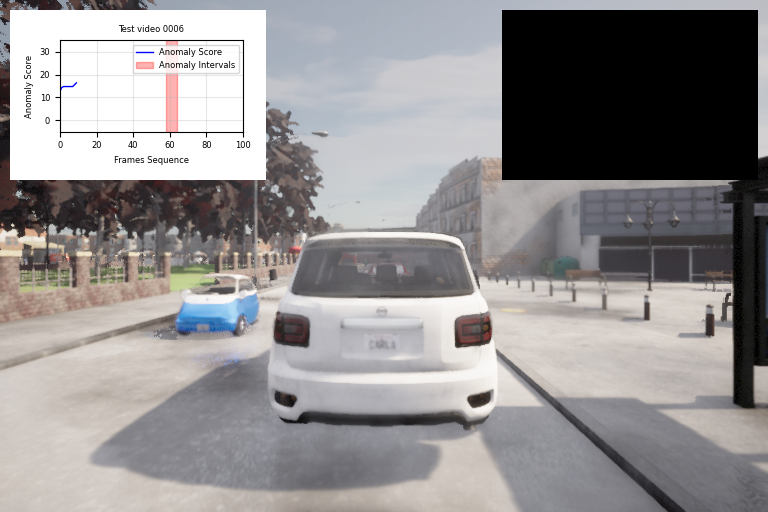 Test video 0006
Anomaly Score
30
20
10
0
Anomaly Score
Anomaly Intervals
0 20 40 60 80 100
Frames Sequence
CARLA